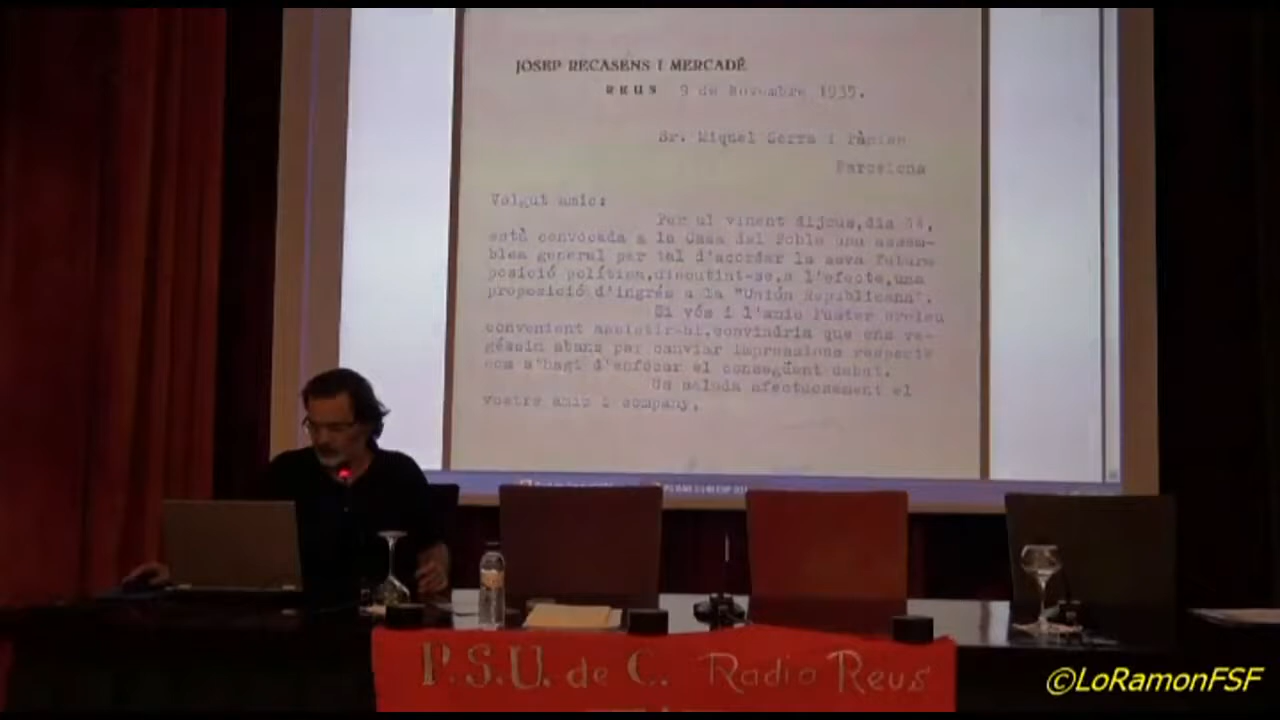 JOSEP RECASENS I MERCADÉ
REUS 9 de Novembre 1935.
Sr. Miquel Serra i Pàmies
Barcelona
Volgut amic:
Per el vinent dijous, dia 14,
està convocada a la Casa del Poble una assem-
blea general per tal d'acordar la seva futura
posició política, discutint-se, a l'efecte, una
proposició d'ingrés a la "Unión Republicana".
Si vós i l'amic Fuster creieu
convenient assistir-hi, convindria que ens ve-
géssin abans per canviar impressions respecte
com s'hagi d'enfocar el consegüent debat.
Us saluda afectuosament el
vostre amic i company,
P.S.U. de C. Radio Reus
©LoRamonFSF